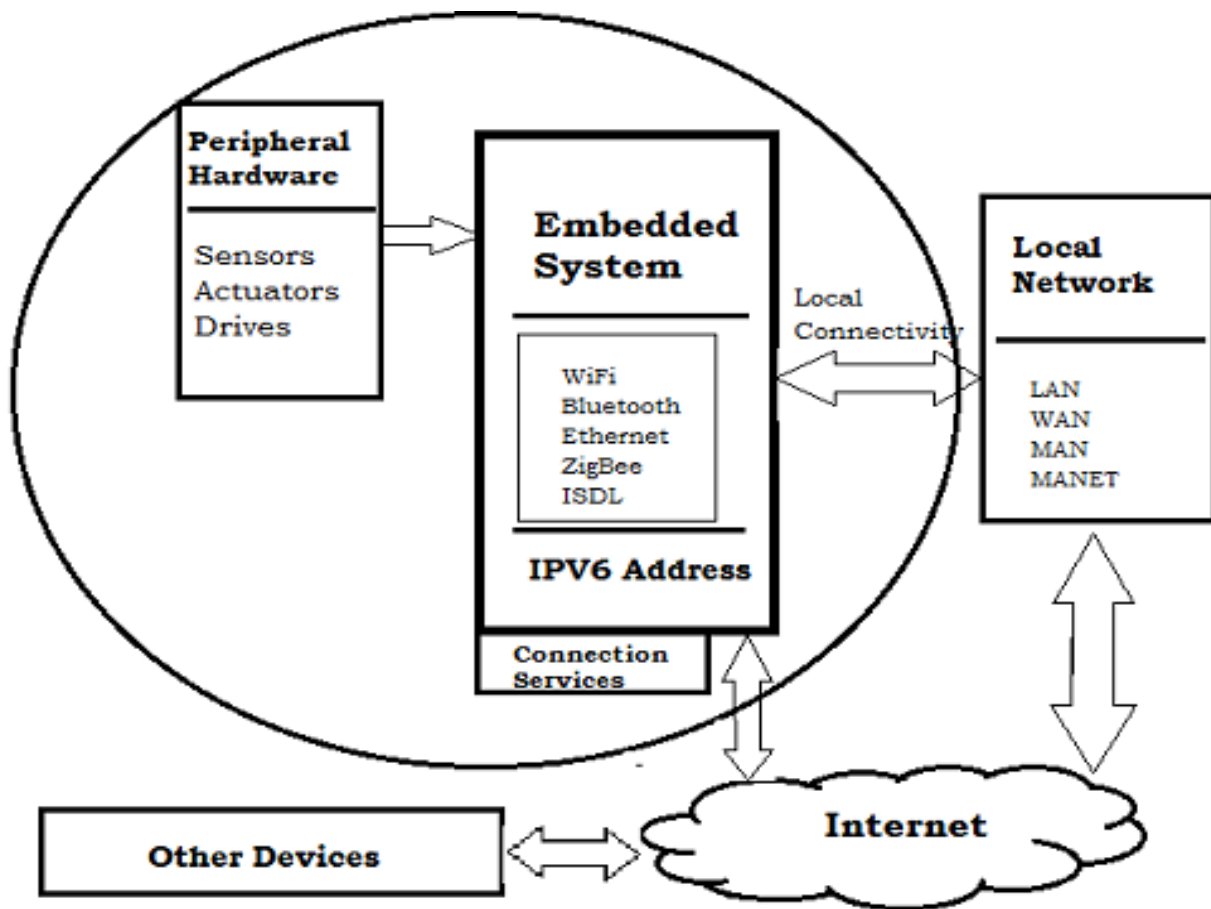 Peripheral
Hardware
Sensors
Actuators
Drives
Embedded
System
WiFi
Bluetooth
Ethernet
ZigBee
ISDL
IPV6 Address
Connection
Services
Local
Connectivity
Local
Network
LAN
WAN
MAN
MANET
Internet
Other Devices